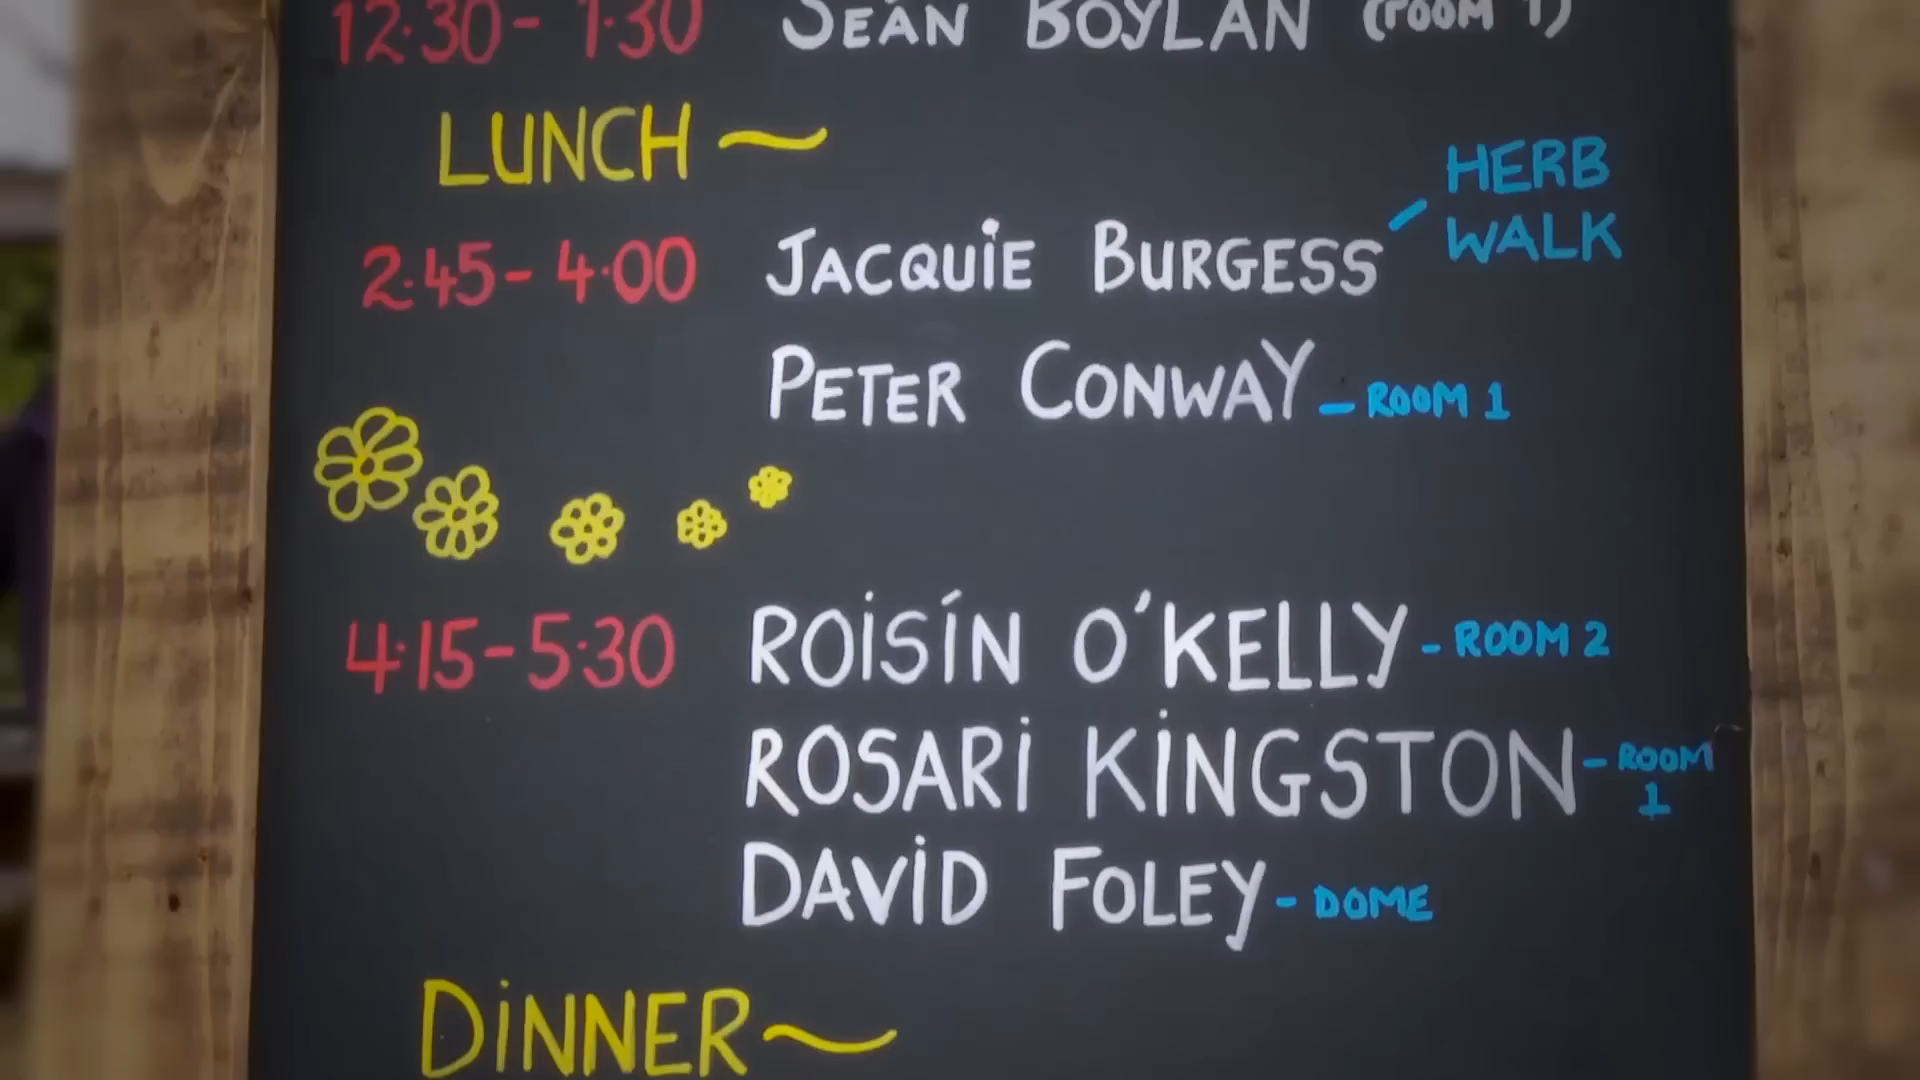 12·30- 1·30 SEÁN BOYLAN (ROOM 1)
LUNCH ~
2·45- 4·00 JACQUIE BURGESS - HERB WALK
PETER CONWAY - ROOM 1
4·15-5·30 ROISÍN O'KELLY - ROOM 2
ROSARI KINGSTON - ROOM 1
DAVID FOLEY - DOME
DINNER ~